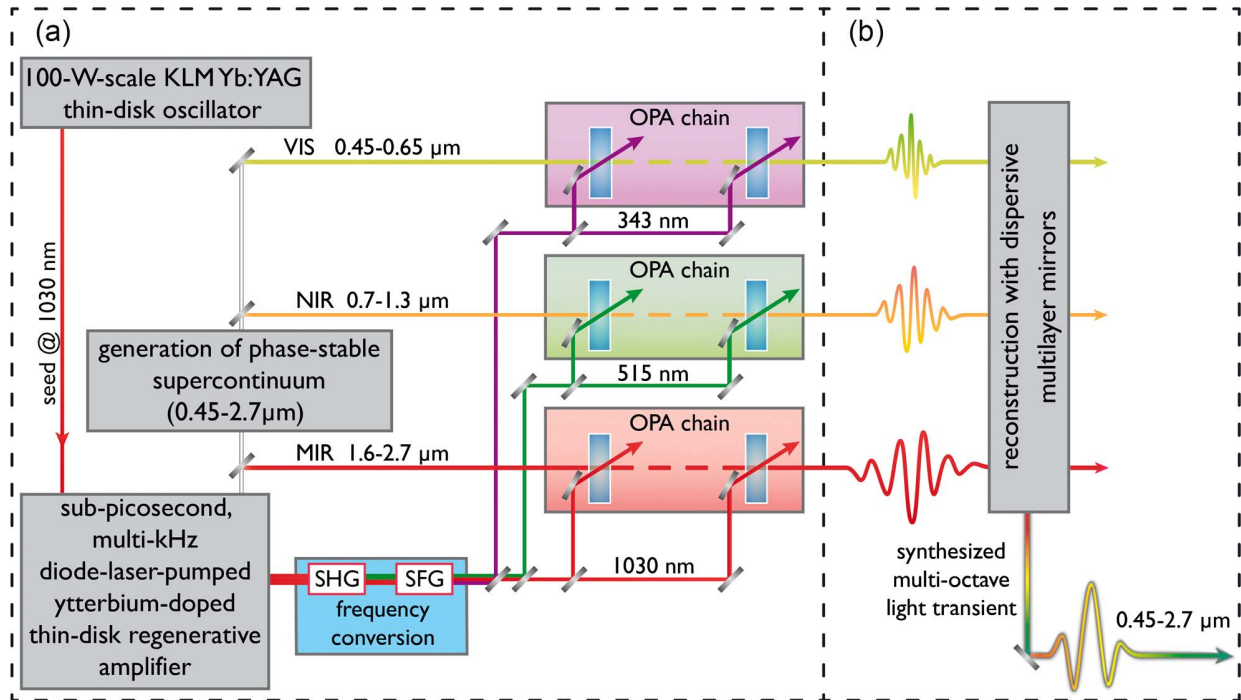 (a)
100-W-scale KLM Yb:YAG
thin-disk oscillator
seed @ 1030 nm
VIS 0.45-0.65 µm
NIR 0.7-1.3 µm
generation of phase-stable
supercontinuum
(0.45-2.7µm)
MIR 1.6-2.7 µm
sub-picosecond,
multi-kHz
diode-laser-pumped
ytterbium-doped
thin-disk regenerative
amplifier
SHG
SFG
frequency
conversion
OPA chain
343 nm
OPA chain
515 nm
OPA chain
1030 nm
(b)
reconstruction with dispersive
multilayer mirrors
synthesized
multi-octave
light transient
0.45-2.7 µm